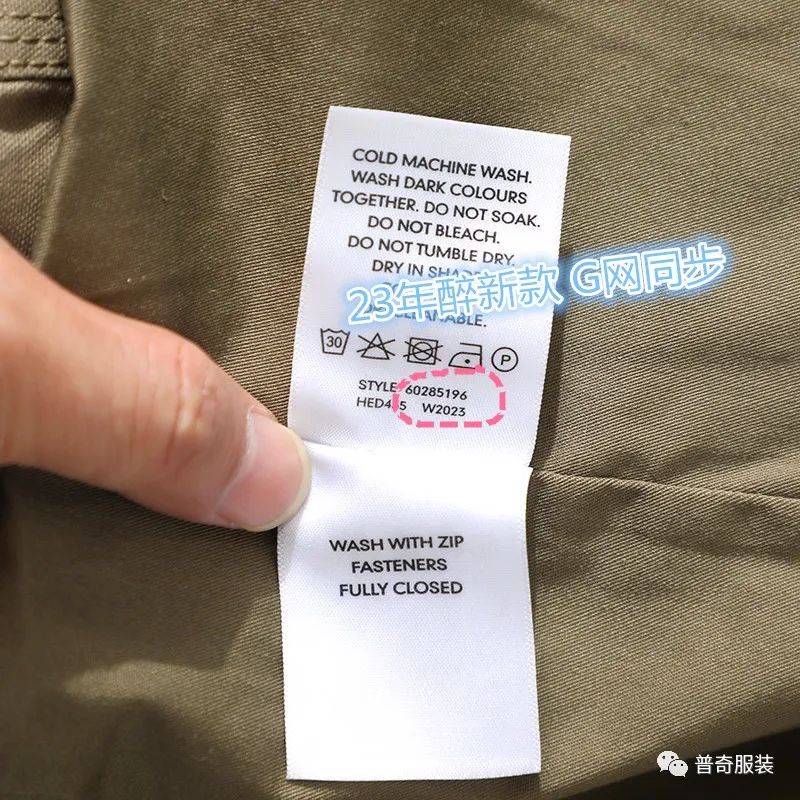 COLD MACHINE WASH.
WASH DARK COLOURS
TOGETHER. DO NOT SOAK.
DO NOT BLEACH.
DO NOT TUMBLE DRY.
DRY IN
23年醉新款 G网同步
30
P
STYLE 60285196
W2023
WASH WITH ZIP
FASTENERS
FULLY CLOSED
普奇服装